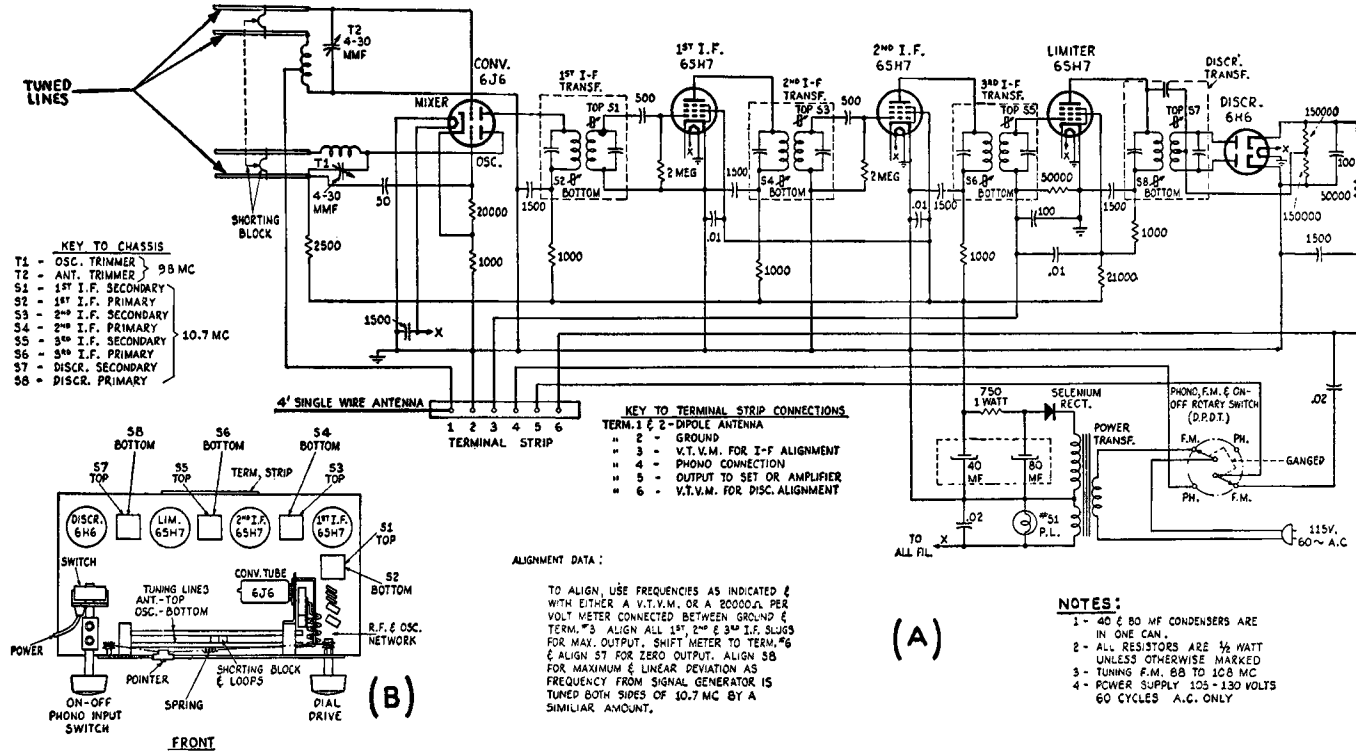 TUNED
LINES
T2
4-30
MMF
CONV.
6J6
MIXER
OSC.
T1
4-30
MMF
50
SHORTING
BLOCK
2500
20000
1000
1500
X
1ST I-F
TRANSF.
TOP S1
S2
BOTTOM
1500
1000
500
1ST I.F.
6SH7
X
2 MEG
1500
.01
2ND I-F
TRANSF.
TOP S3
S4
BOTTOM
1000
500
2ND I.F.
6SH7
X
2 MEG
.01
1500
3RD I-F
TRANSF.
TOP S5
S6
BOTTOM
1000
50000
100
.01
LIMITER
6SH7
X
1500
21000
DISCR.
TRANSF.
TOP S7
S8
BOTTOM
1000
1500
DISCR.
6H6
X
150000
150000
100
50000
1500
.02
KEY TO CHASSIS
T1 - OSC. TRIMMER
T2 - ANT. TRIMMER
98 MC
S1 - 1ST I.F. SECONDARY
S2 - 1ST I.F. PRIMARY
S3 - 2ND I.F. SECONDARY
S4 - 2ND I.F. PRIMARY
S5 - 3RD I.F. SECONDARY
S6 - 3RD I.F. PRIMARY
S7 - DISCR. SECONDARY
S8 - DISCR. PRIMARY
10.7 MC
4' SINGLE WIRE ANTENNA
1 2 3 4 5 6
TERMINAL STRIP
KEY TO TERMINAL STRIP CONNECTIONS
TERM. 1 & 2 - DIPOLE ANTENNA
" 2 - GROUND
" 3 - V.T.V.M. FOR I-F ALIGNMENT
" 4 - PHONO CONNECTION
" 5 - OUTPUT TO SET OR AMPLIFIER
" 6 - V.T.V.M. FOR DISC. ALIGNMENT
750
1 WATT
SELENIUM
RECT.
40
MF
80
MF
.02
#51
P.L.
TO
ALL FIL.
X
POWER
TRANSF.
PHONO, F.M. & ON-
OFF ROTARY SWITCH
(D.P.D.T.)
F.M.
PH.
GANGED
PH.
F.M.
115V.
60~ A.C
S8
BOTTOM
S6
BOTTOM
S4
BOTTOM
S7
TOP
S5
TOP
TERM. STRIP
S3
TOP
DISCR.
6H6
LIM.
6SH7
2ND I.F.
6SH7
1ST I.F.
6SH7
S1
TOP
S2
BOTTOM
SWITCH
CONV. TUBE
6J6
TUNING LINES
ANT.-TOP
OSC.-BOTTOM
R.F. & OSC.
NETWORK
POWER
POINTER
SHORTING BLOCK
& LOOPS
SPRING
ON-OFF
PHONO INPUT
SWITCH
DIAL
DRIVE
(B)
FRONT
ALIGNMENT DATA:
TO ALIGN, USE FREQUENCIES AS INDICATED &
WITH EITHER A V.T.V.M. OR A 20000Ω PER
VOLT METER CONNECTED BETWEEN GROUND &
TERM. #3 ALIGN ALL 1ST, 2ND & 3RD I.F. SLUGS
FOR MAX. OUTPUT. SHIFT METER TO TERM. #6
& ALIGN S7 FOR ZERO OUTPUT. ALIGN S8
FOR MAXIMUM & LINEAR DEVIATION AS
FREQUENCY FROM SIGNAL GENERATOR IS
TUNED BOTH SIDES OF 10.7 MC BY A
SIMILIAR AMOUNT.
(A)
NOTES:
1 - 40 & 80 MF CONDENSERS ARE
IN ONE CAN.
2 - ALL RESISTORS ARE ½ WATT
UNLESS OTHERWISE MARKED
3 - TUNING F.M. 88 TO 108 MC
4 - POWER SUPPLY 105-130 VOLTS
60 CYCLES A.C. ONLY